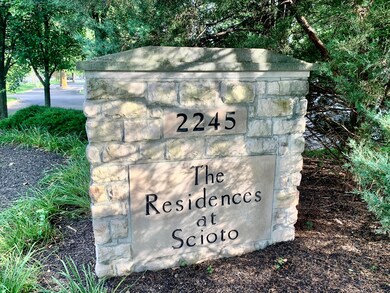 2245
The
Residences
at
Scioto